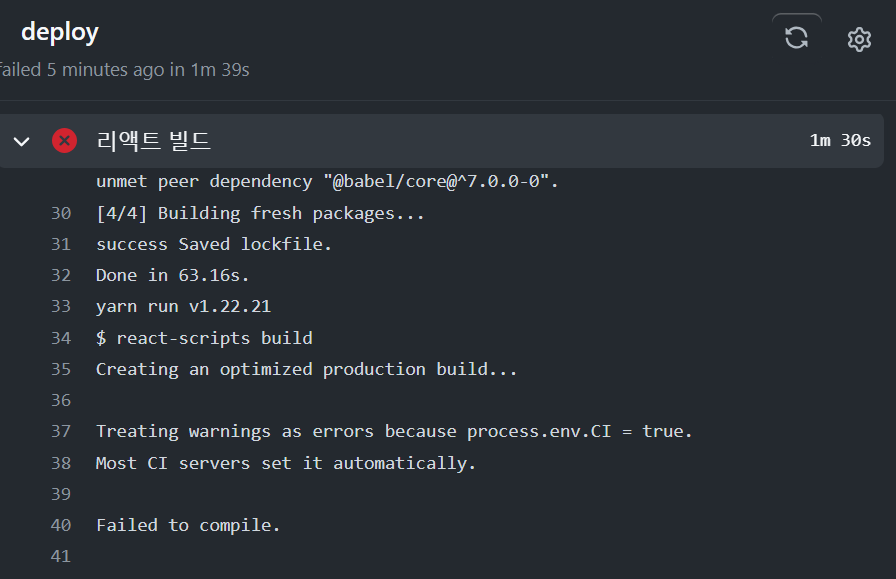 deploy
failed 5 minutes ago in 1m 39s
리액트 빌드 1m 30s
unmet peer dependency "@babel/core@^7.0.0-0".
30 [4/4] Building fresh packages...
31 success Saved lockfile.
32 Done in 63.16s.
33 yarn run v1.22.21
34 $ react-scripts build
35 Creating an optimized production build...
36
37 Treating warnings as errors because process.env.CI = true.
38 Most CI servers set it automatically.
39
40 Failed to compile.
41